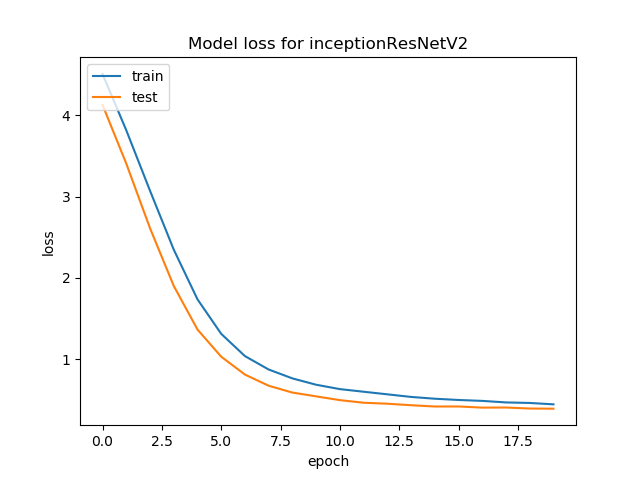 Model loss for inceptionResNetV2
train
test
4
3
2
1
loss
0.0 2.5 5.0 7.5 10.0 12.5 15.0 17.5
epoch